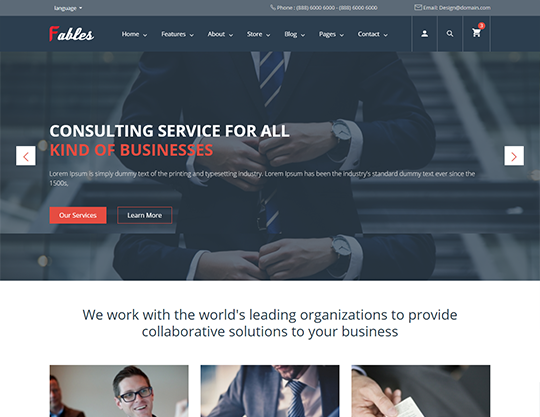 language
Phone : (888) 6000 6000 - (888) 6000 6000
Email: Design@domain.com
Fables
Home
Features
About
Store
Blog
Pages
Contact
3
CONSULTING SERVICE FOR ALL
KIND OF BUSINESSES
Lorem Ipsum is simply dummy text of the printing and typesetting industry. Lorem Ipsum has been the industry's standard dummy text ever since the
1500s,
Our Services
Learn More
We work with the world's leading organizations to provide
collaborative solutions to your business